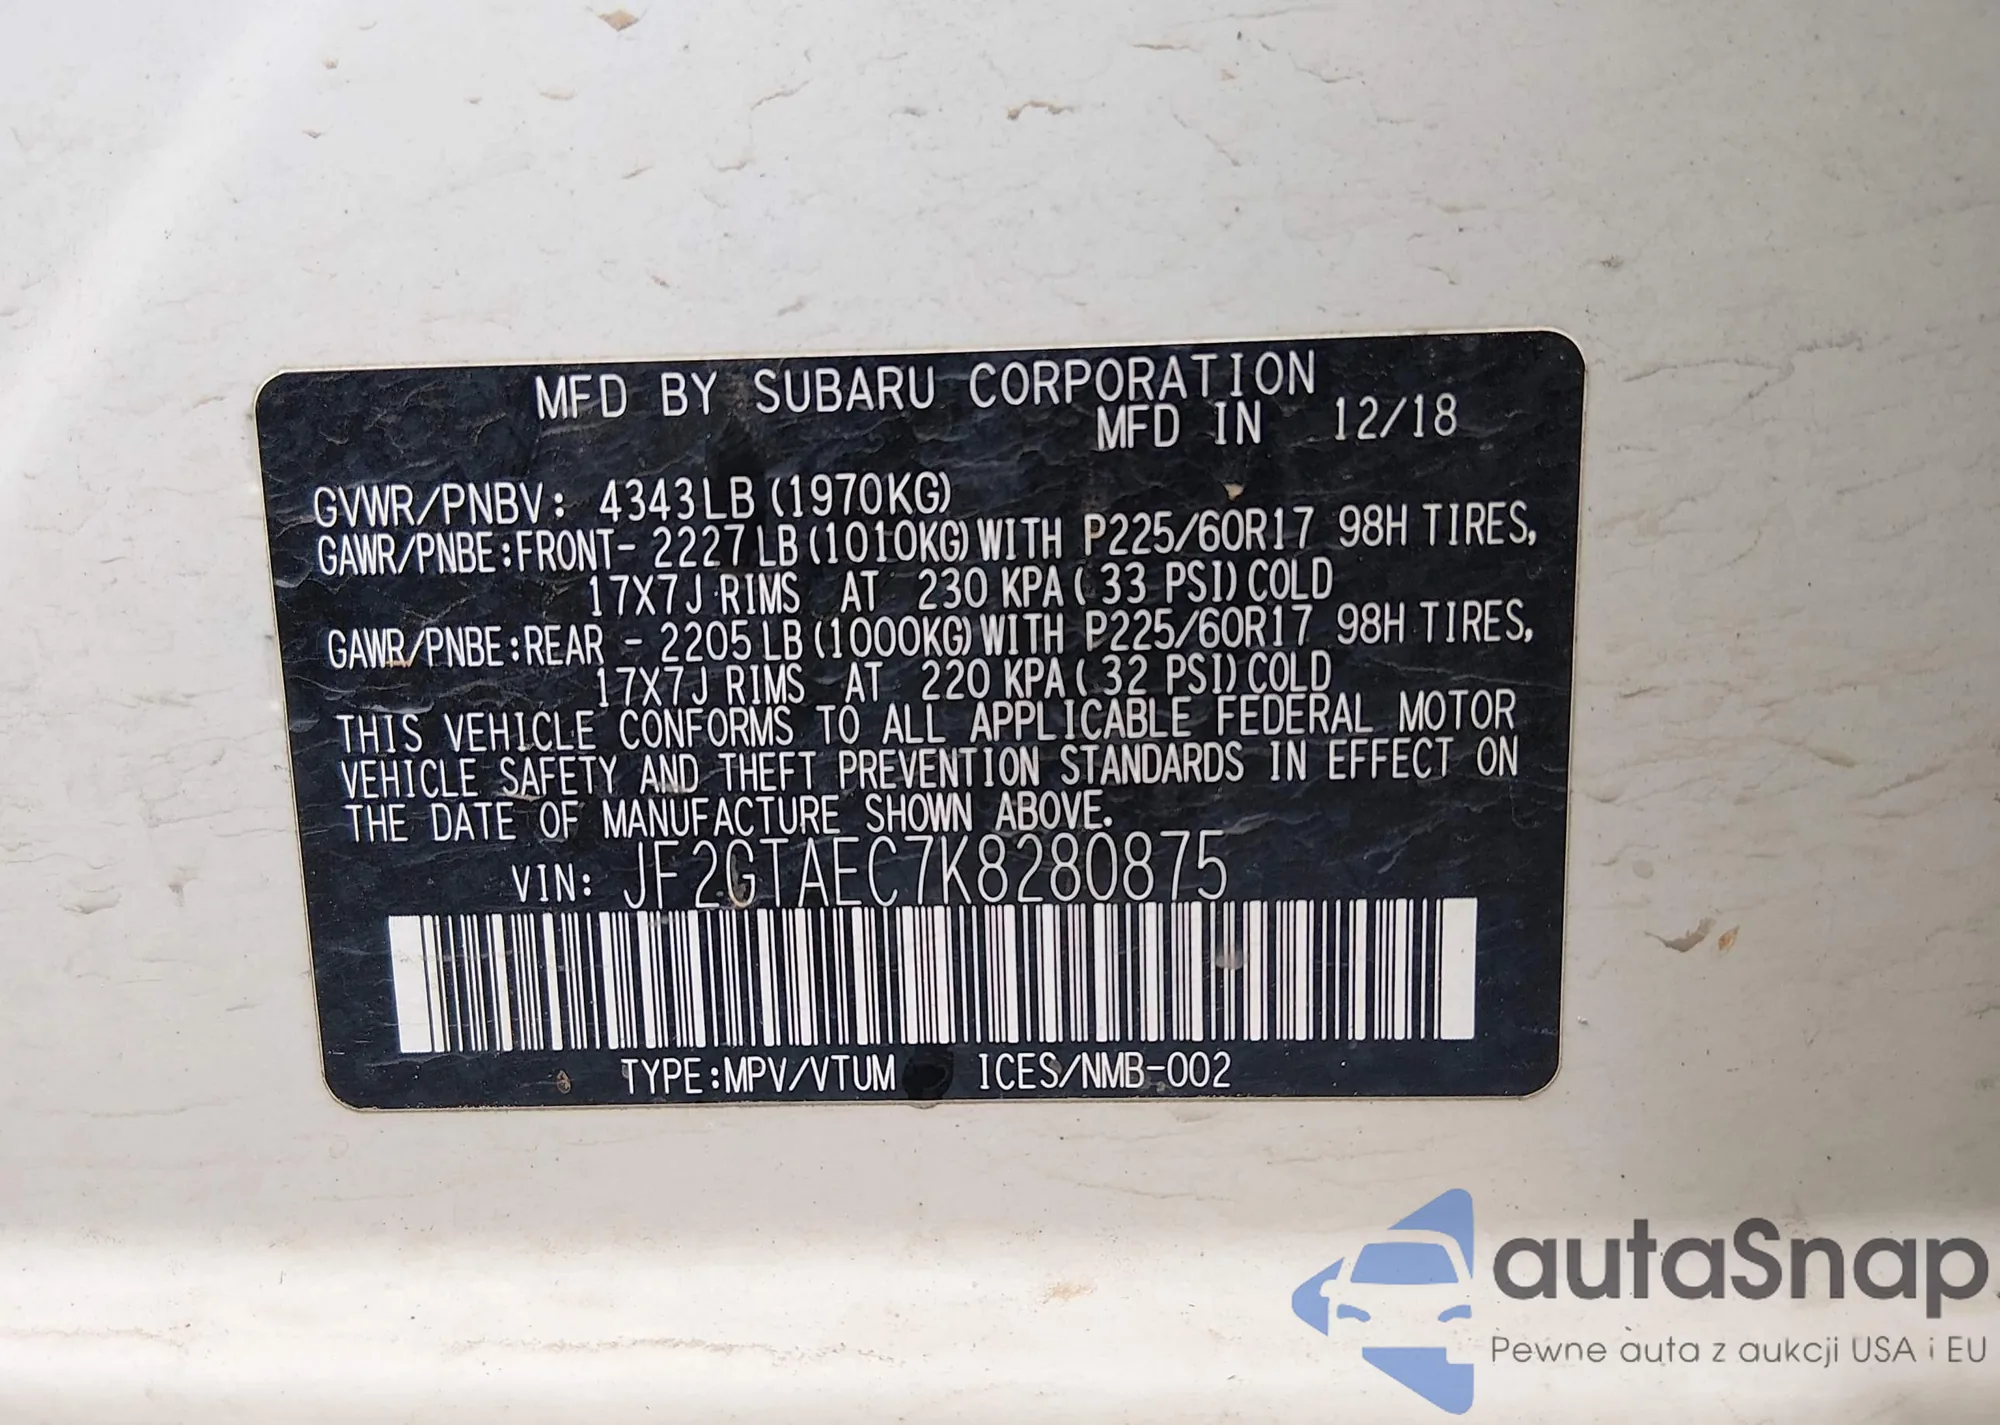 MFD BY SUBARU CORPORATION
MFD IN 12/18
GVWR/PNBV: 4343LB (1970KG)
GAWR/PNBE:FRONT- 2227LB(1010KG)WITH P225/60R17 98H TIRES,
17X7J RIMS AT 230 KPA( 33 PSI)COLD
GAWR/PNBE:REAR - 2205LB(1000KG)WITH P225/60R17 98H TIRES,
17X7J RIMS AT 220 KPA( 32 PSI)COLD
THIS VEHICLE CONFORMS TO ALL APPLICABLE FEDERAL MOTOR
VEHICLE SAFETY AND THEFT PREVENTION STANDARDS IN EFFECT ON
THE DATE OF MANUFACTURE SHOWN ABOVE.
VIN: JF2GTAEC7K8280875
TYPE:MPV/VTUM ICES/NMB-002
autaSnap.
Pewne auta z aukcji USA i EU